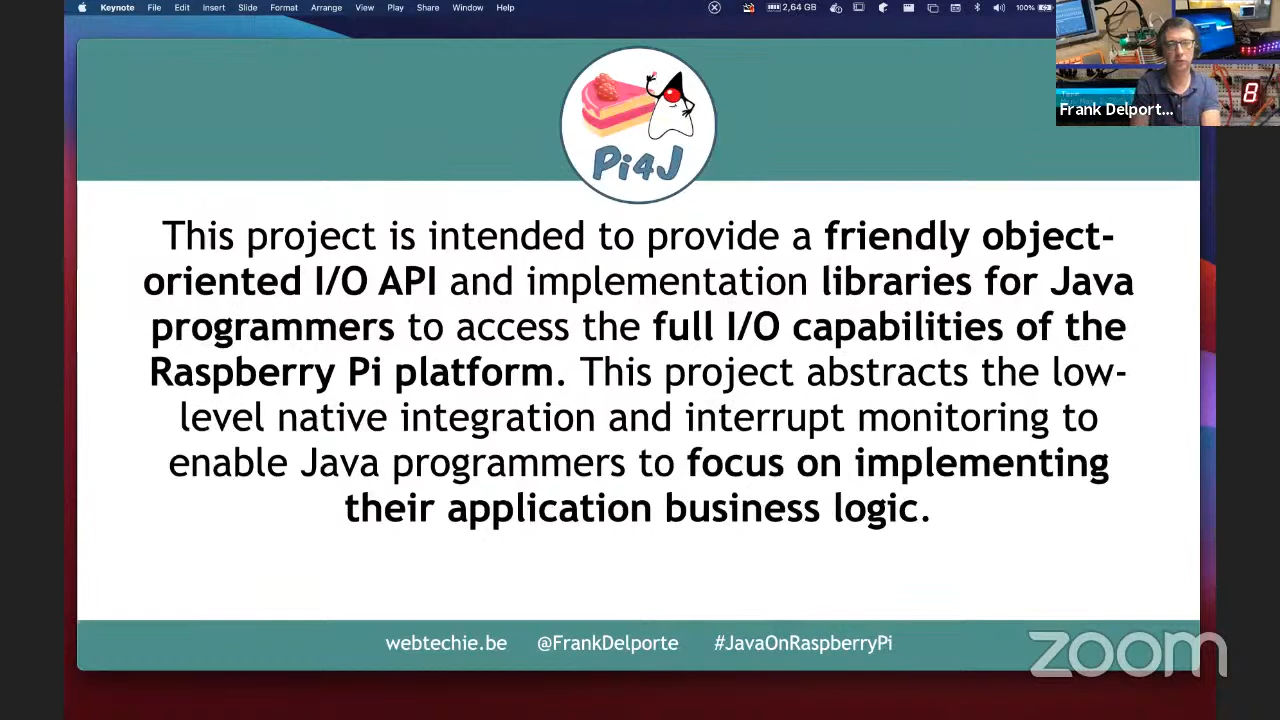 Keynote File Edit Insert Slide Format Arrange View Play Share Window Help 2,64 GB 100%
Frank Delport...
8
Pi4J
This project is intended to provide a friendly object-
oriented I/O API and implementation libraries for Java
programmers to access the full I/O capabilities of the
Raspberry Pi platform. This project abstracts the low-
level native integration and interrupt monitoring to
enable Java programmers to focus on implementing
their application business logic.
webtechie.be @FrankDelporte #JavaOnRaspberryPi
zoom